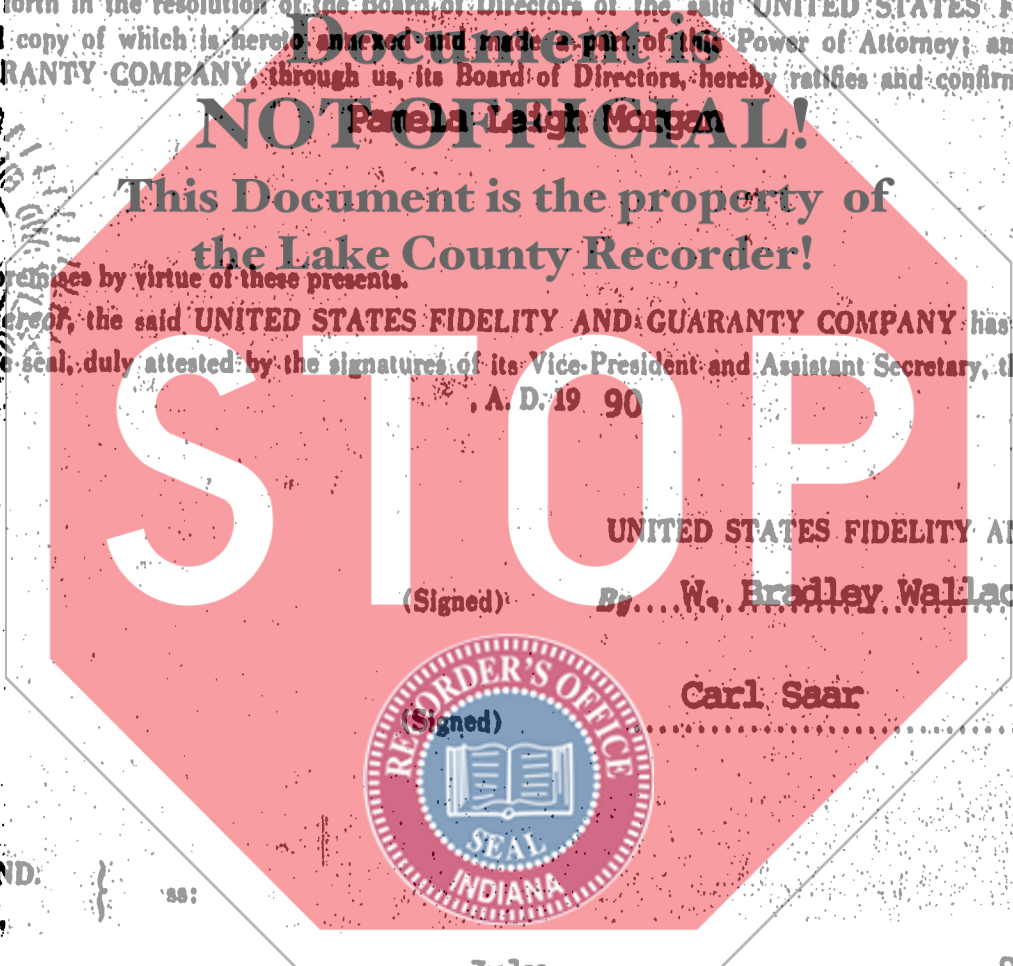 forth in the resolution of the Board of Directors of the said UNITED STATES F
Document is
copy of which is hereto annexed and made a part of this Power of Attorney; an
RANTY COMPANY, through us, its Board of Directors, hereby ratifies and confirm
NOT OFFICIAL!
Pamela Leigh Morgan
This Document is the property of
the Lake County Recorder!
premises by virtue of these presents.
the said UNITED STATES FIDELITY AND GUARANTY COMPANY has
seal, duly attested by the signatures of its Vice-President and Assistant Secretary, th
, A. D. 19 90
STOP
UNITED STATES FIDELITY AN
(Signed) By.... W. Bradley Wallac
Carl Saar
(Signed)
RECORDER'S OFFICE
SEAL
INDIANA
ND.
ss: